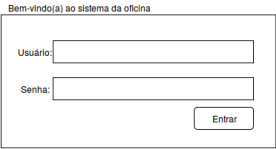 Bem-vindo(a) ao sistema da oficina
Usuário:
Senha:
Entrar